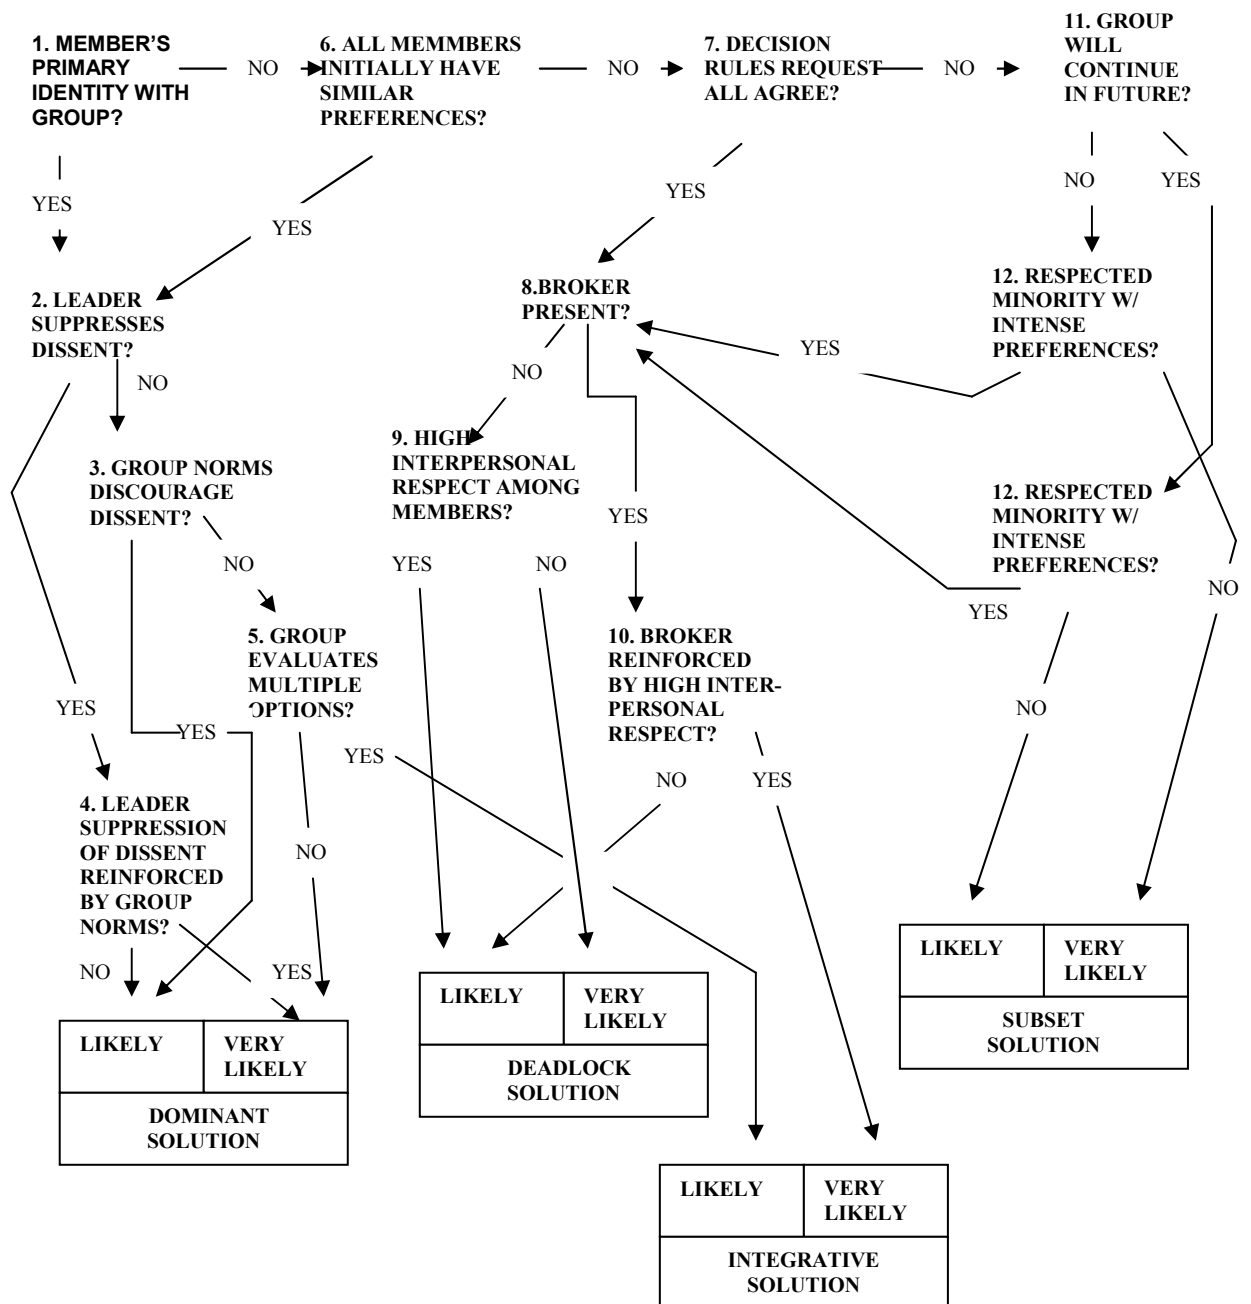 1. MEMBER'S
PRIMARY
IDENTITY WITH
GROUP?
NO
6. ALL MEMMBERS
INITIALLY HAVE
SIMILAR
PREFERENCES?
NO
7. DECISION
RULES REQUEST
ALL AGREE?
NO
11. GROUP
WILL
CONTINUE
IN FUTURE?
YES
YES
YES
NO
YES
2. LEADER
SUPPRESSES
DISSENT?
NO
8.BROKER
PRESENT?
12. RESPECTED
MINORITY W/
INTENSE
PREFERENCES?
YES
NO
3. GROUP NORMS
DISCOURAGE
DISSENT?
NO
9. HIGH
INTERPERSONAL
RESPECT AMONG
MEMBERS?
YES
12. RESPECTED
MINORITY W/
INTENSE
PREFERENCES?
YES
NO
YES
NO
5. GROUP
EVALUATES
MULTIPLE
OPTIONS?
10. BROKER
REINFORCED
BY HIGH INTER-
PERSONAL
RESPECT?
NO
YES
YES
YES
NO
YES
4. LEADER
SUPPRESSION
OF DISSENT
REINFORCED
BY GROUP
NORMS?
NO
NO
YES
LIKELY
VERY
LIKELY
DOMINANT
SOLUTION
LIKELY
VERY
LIKELY
DEADLOCK
SOLUTION
LIKELY
VERY
LIKELY
SUBSET
SOLUTION
LIKELY
VERY
LIKELY
INTEGRATIVE
SOLUTION